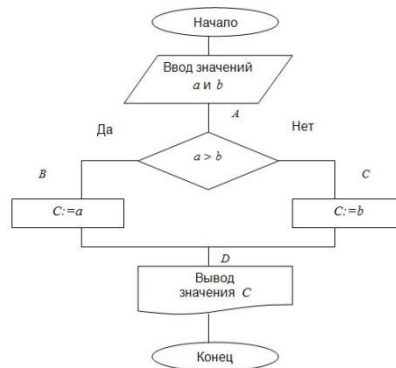 Начало
Ввод значений
a и b
A
Да
Нет
a > b
B
C
C:=a
C:=b
D
Вывод
значения C
Конец